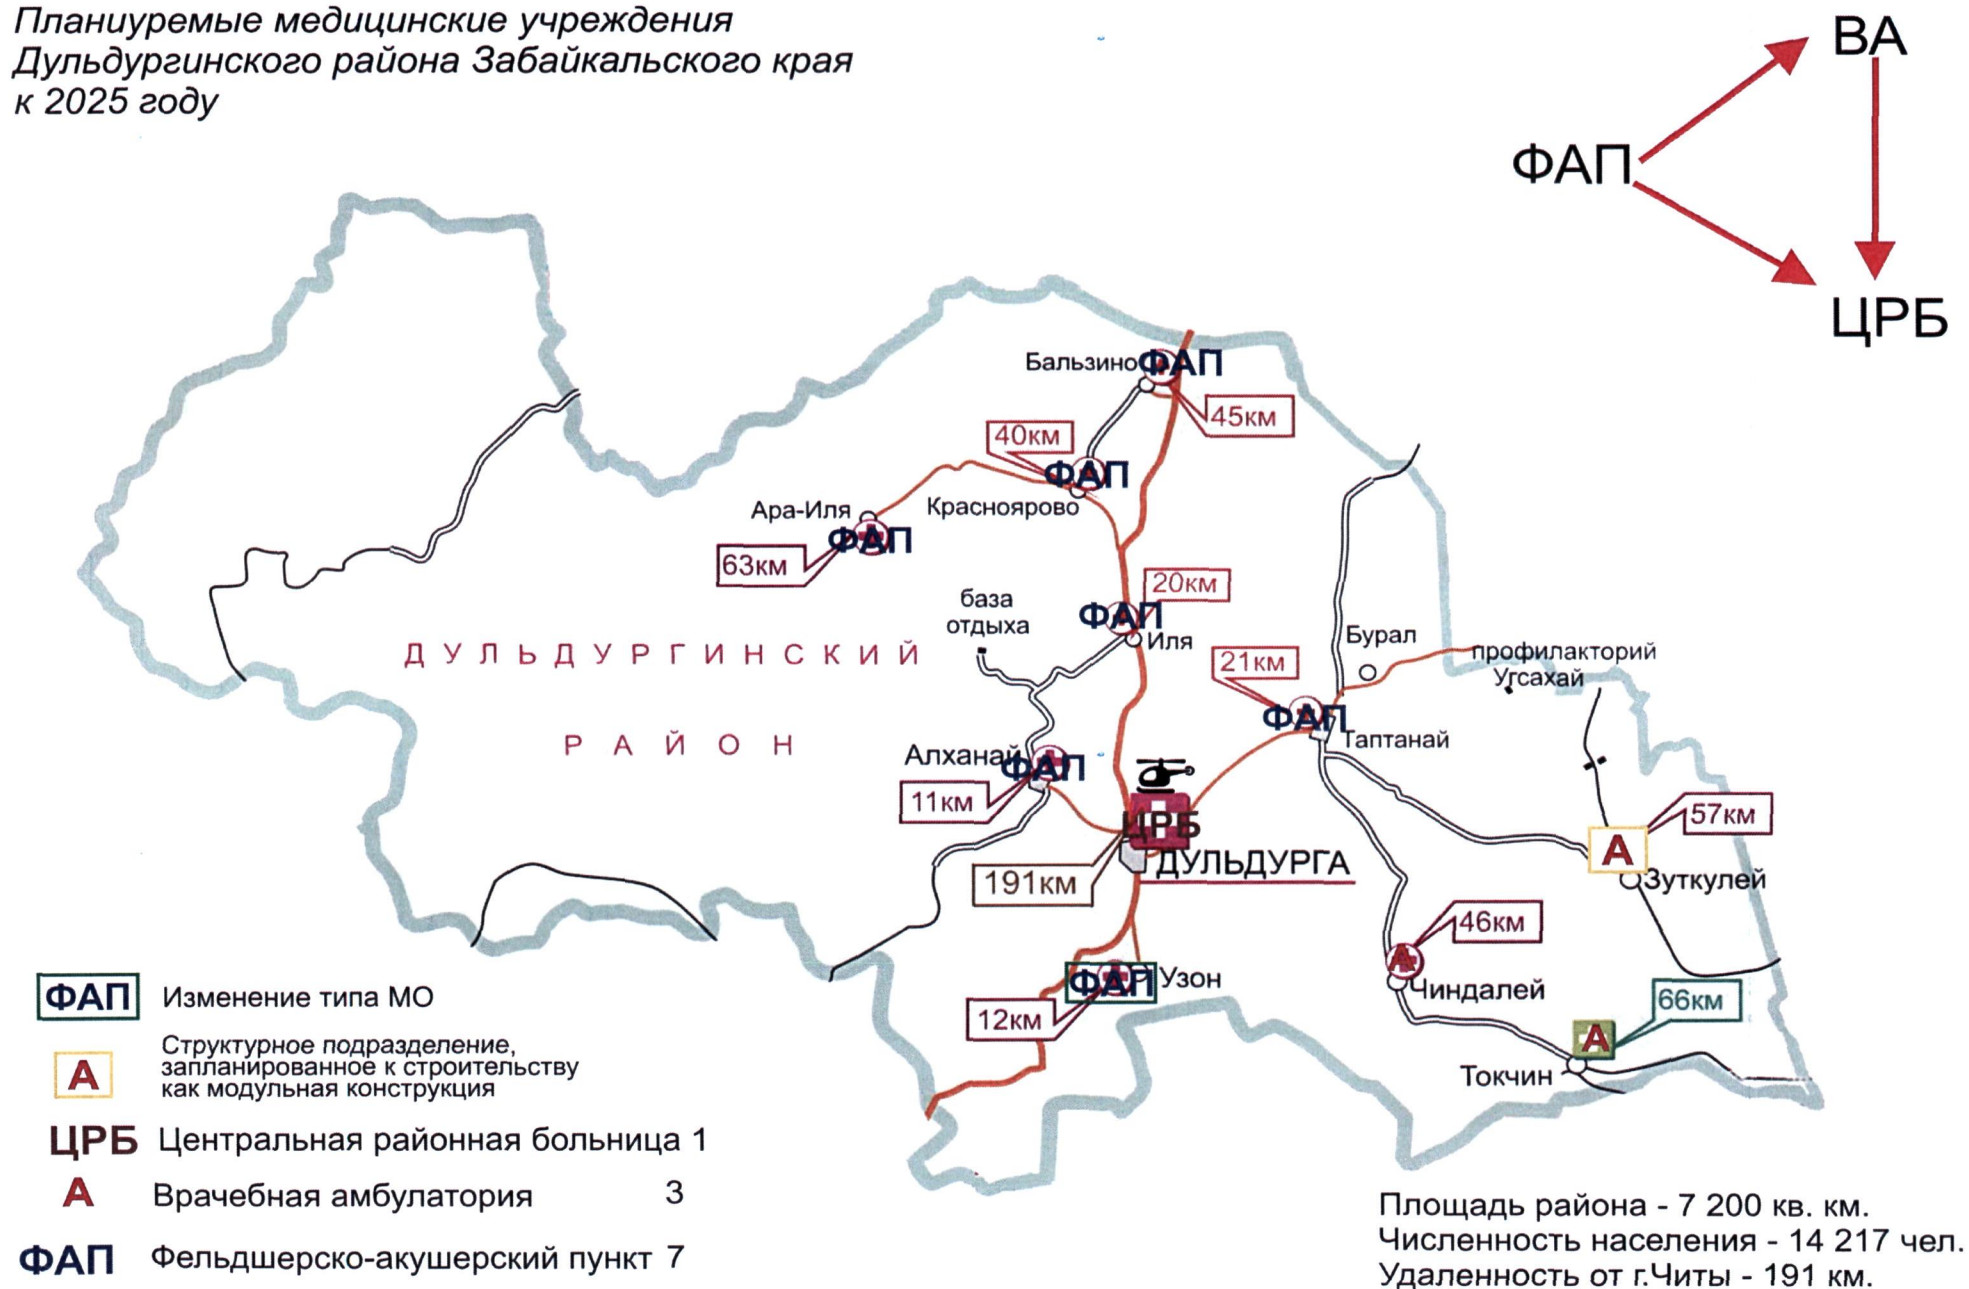 Планиуремые медицинские учреждения
Дульдургинского района Забайкальского края
к 2025 году
ВА
ФАП
ЦРБ
Бальзино
ФАП
45км
40км
ФАП
Красноярово
Ара-Иля
ФАП
63км
20км
ФАП
Иля
база
отдыха
ДУЛЬДУРГИНСКИЙ
РАЙОН
Бурал
профилакторий
Угсахай
21км
ФАП
Таптанай
Алханай
ФАП
11км
ЦРБ
ДУЛЬДУРГА
191км
57км
А
Зуткулей
46км
А
Чиндалей
ФАП
Узон
12км
66км
А
Токчин
ФАП Изменение типа МО
А Структурное подразделение,
запланированное к строительству
как модульная конструкция
ЦРБ Центральная районная больница 1
А Врачебная амбулатория 3
ФАП Фельдшерско-акушерский пункт 7
Площадь района - 7 200 кв. км.
Численность населения - 14 217 чел.
Удаленность от г.Читы - 191 км.